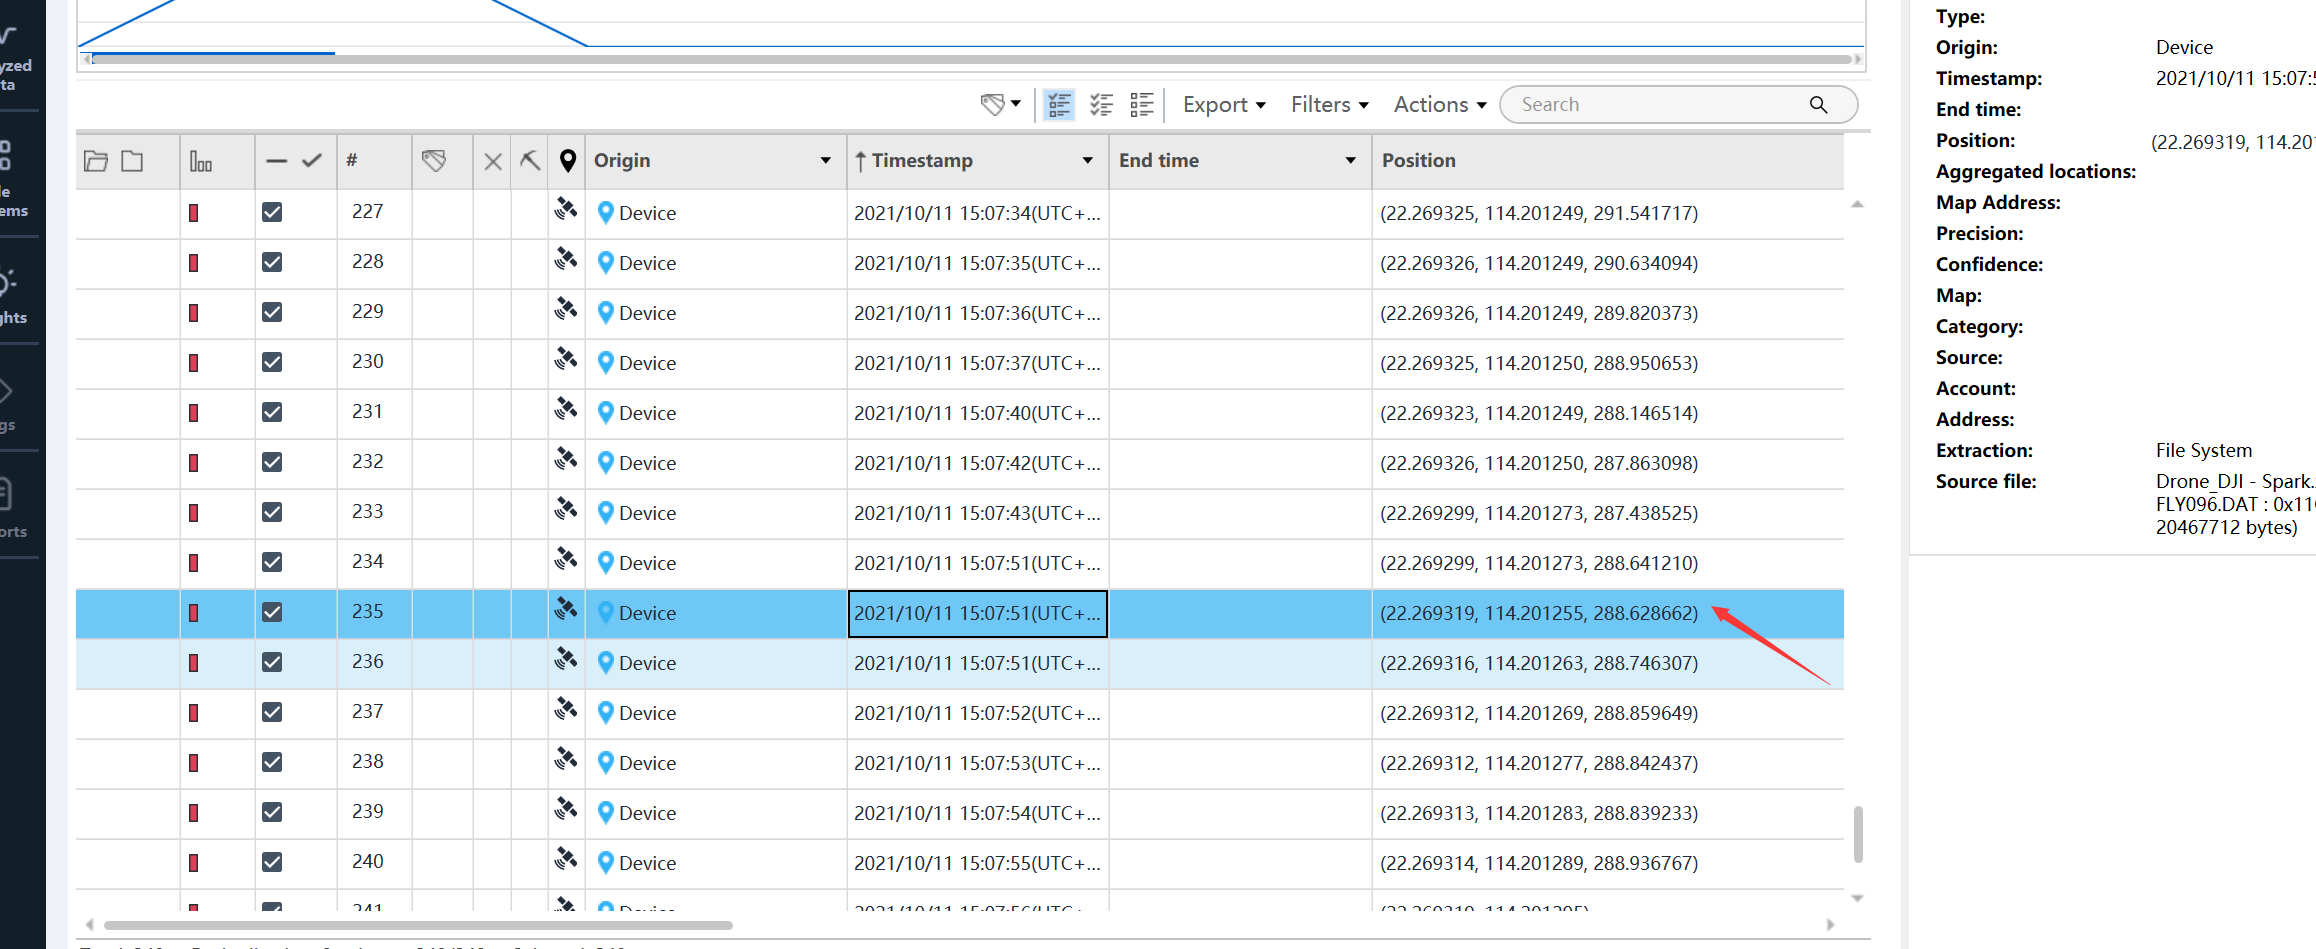 yzed
ta
le
ems
ghts
gs
orts
Export Filters Actions Search
# Origin Timestamp End time Position
227 Device 2021/10/11 15:07:34(UTC+... (22.269325, 114.201249, 291.541717)
228 Device 2021/10/11 15:07:35(UTC+... (22.269326, 114.201249, 290.634094)
229 Device 2021/10/11 15:07:36(UTC+... (22.269326, 114.201249, 289.820373)
230 Device 2021/10/11 15:07:37(UTC+... (22.269325, 114.201250, 288.950653)
231 Device 2021/10/11 15:07:40(UTC+... (22.269323, 114.201249, 288.146514)
232 Device 2021/10/11 15:07:42(UTC+... (22.269326, 114.201250, 287.863098)
233 Device 2021/10/11 15:07:43(UTC+... (22.269299, 114.201273, 287.438525)
234 Device 2021/10/11 15:07:51(UTC+... (22.269299, 114.201273, 288.641210)
235 Device 2021/10/11 15:07:51(UTC+... (22.269319, 114.201255, 288.628662)
236 Device 2021/10/11 15:07:51(UTC+... (22.269316, 114.201263, 288.746307)
237 Device 2021/10/11 15:07:52(UTC+... (22.269312, 114.201269, 288.859649)
238 Device 2021/10/11 15:07:53(UTC+... (22.269312, 114.201277, 288.842437)
239 Device 2021/10/11 15:07:54(UTC+... (22.269313, 114.201283, 288.839233)
240 Device 2021/10/11 15:07:55(UTC+... (22.269314, 114.201289, 288.936767)
241 Device
Type:
Origin: Device
Timestamp: 2021/10/11 15:07:5
End time:
Position: (22.269319, 114.201
Aggregated locations:
Map Address:
Precision:
Confidence:
Map:
Category:
Source:
Account:
Address:
Extraction: File System
Source file: Drone_DJI - Spark.
FLY096.DAT : 0x11
20467712 bytes)